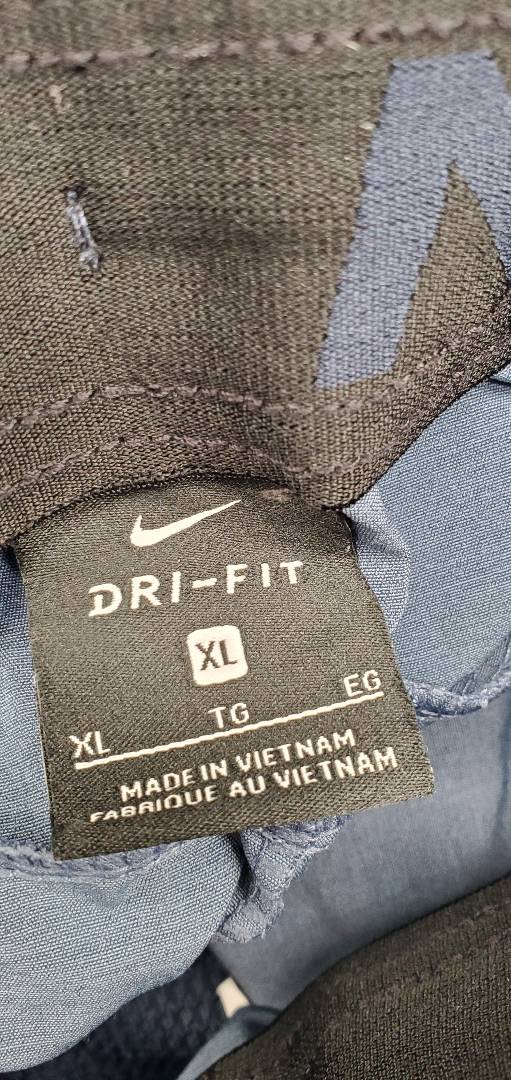 DRI-FIT
XL
XL TG EG
MADE IN VIETNAM
FABRIQUE AU VIETNAM